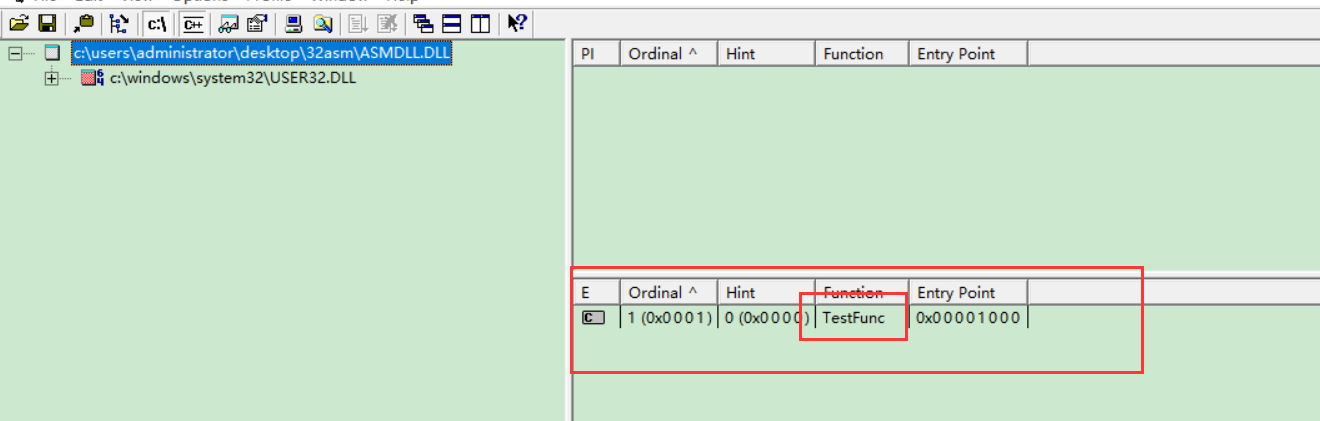 C:\ C++
c:\users\administrator\desktop\32asm\ASMDLL.DLL
c:\windows\system32\USER32.DLL
PI Ordinal ^ Hint Function Entry Point
E Ordinal ^ Hint Function Entry Point
C 1 (0x0001) 0 (0x0000) TestFunc 0x00001000